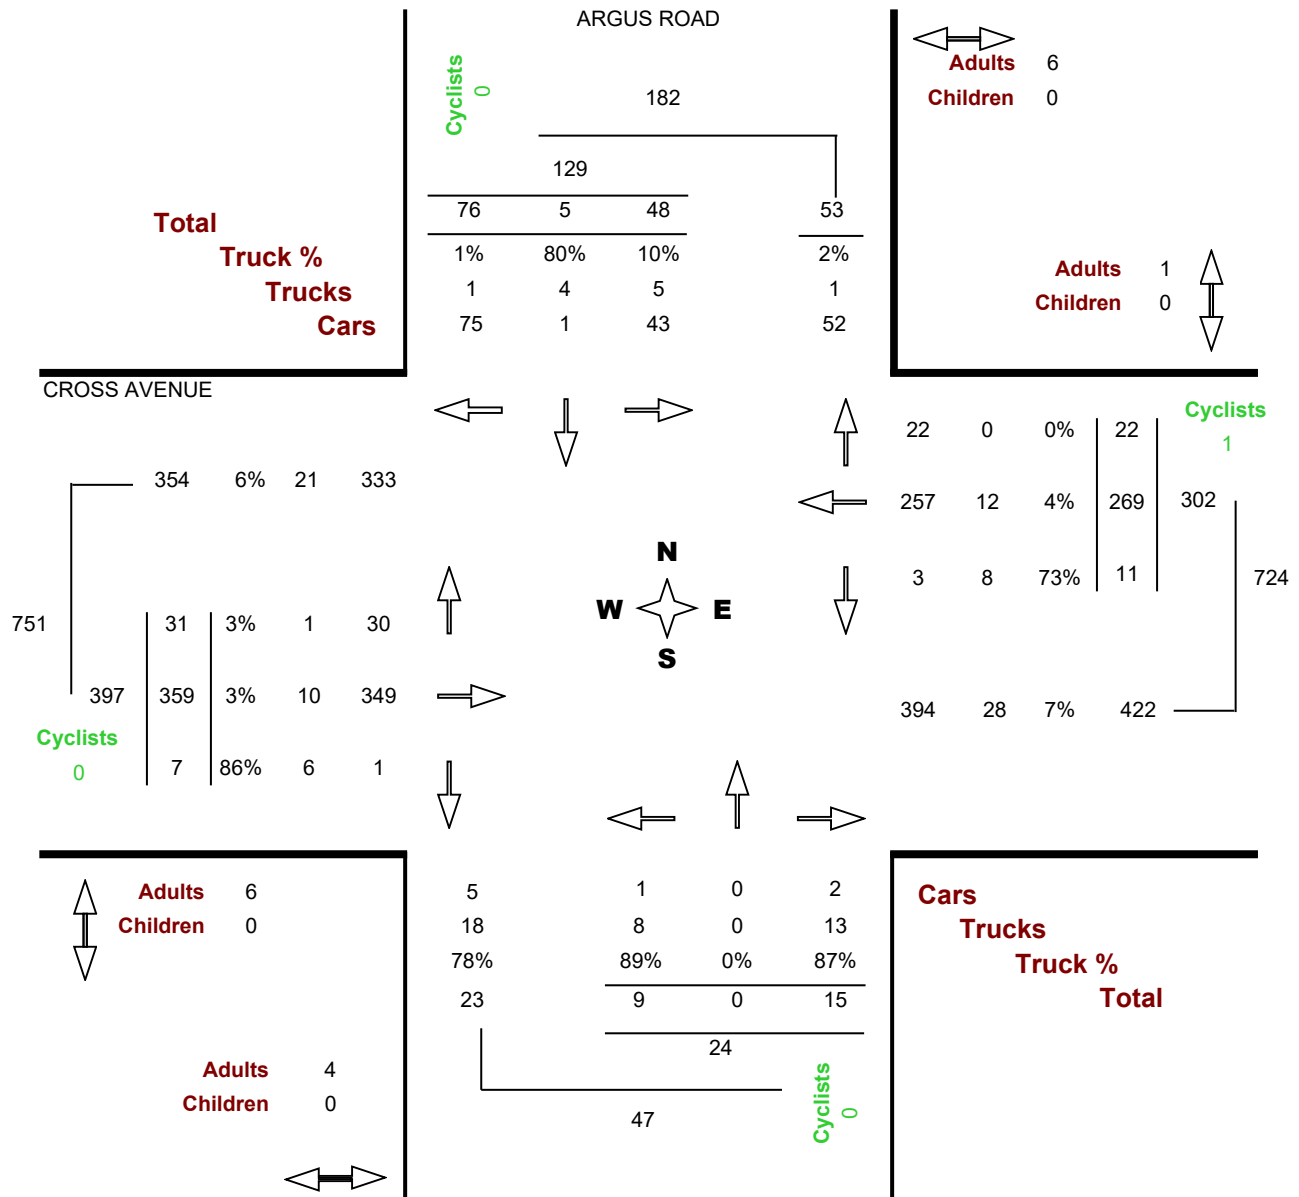 ARGUS ROAD
Cyclists
0
182
Adults 6
Children 0
129
76 5 48 53
Total
1% 80% 10% 2%
Truck %
1 4 5 1
Trucks
75 1 43 52
Cars
Adults 1
Children 0
CROSS AVENUE
Cyclists
1
22 0 0% 22
354 6% 21 333
257 12 4% 269 302
N
W E
S
3 8 73% 11
724
751
31 3% 1 30
397 359 3% 10 349
394 28 7% 422
Cyclists
0
7 86% 6 1
Adults 6
Children 0
5 1 0 2
18 8 0 13
78% 89% 0% 87%
23 9 0 15
Cars
Trucks
Truck %
Total
24
Adults 4
Children 0
47
Cyclists
0